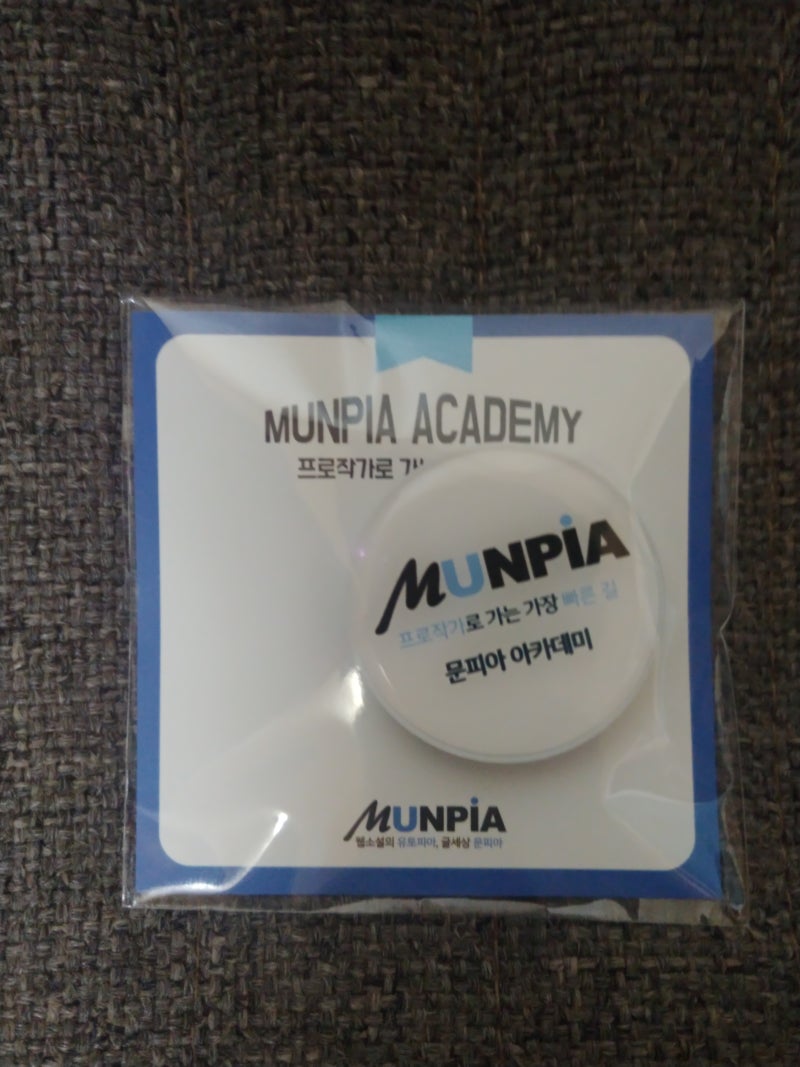 MUNPIA ACADEMY
프로작가로 가
MUNPiA
프로작가로 가는 가장 빠른 길
문피아 아카데미
MUNPiA
웹소설의 유토피아, 글세상 문피아